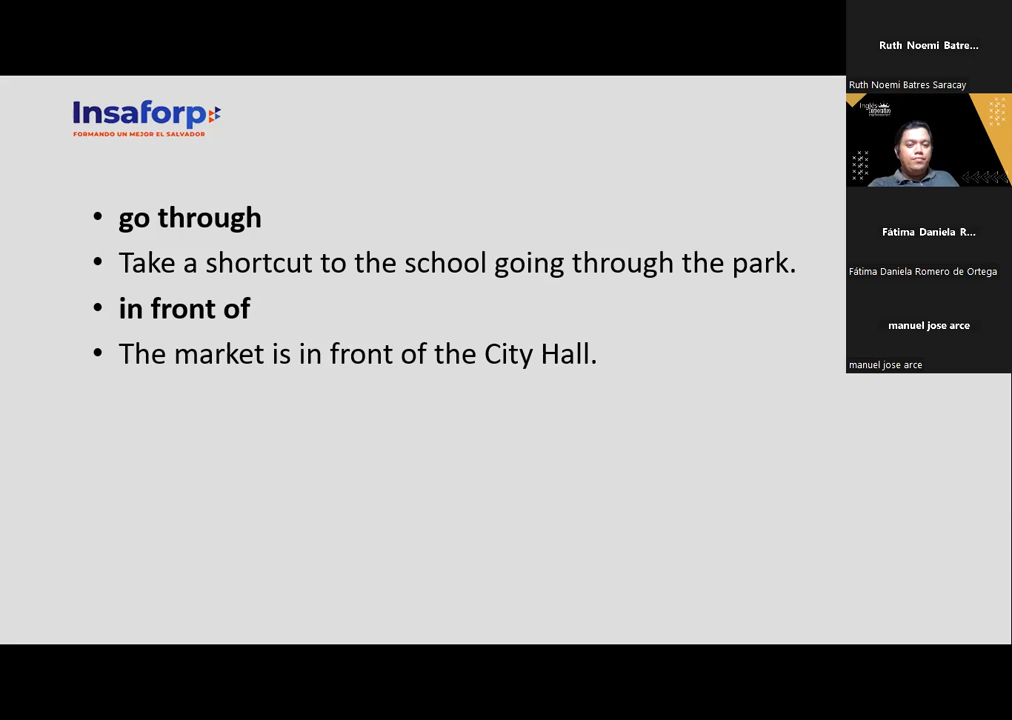 Insaforp
FORMANDO UN MEJOR EL SALVADOR
• go through
• Take a shortcut to the school going through the park.
• in front of
• The market is in front of the City Hall.
Ruth Noemi Batre...
Ruth Noemi Batres Saracay
Inglés
Corporativo
Fátima Daniela R...
Fátima Daniela Romero de Ortega
manuel jose arce
manuel jose arce